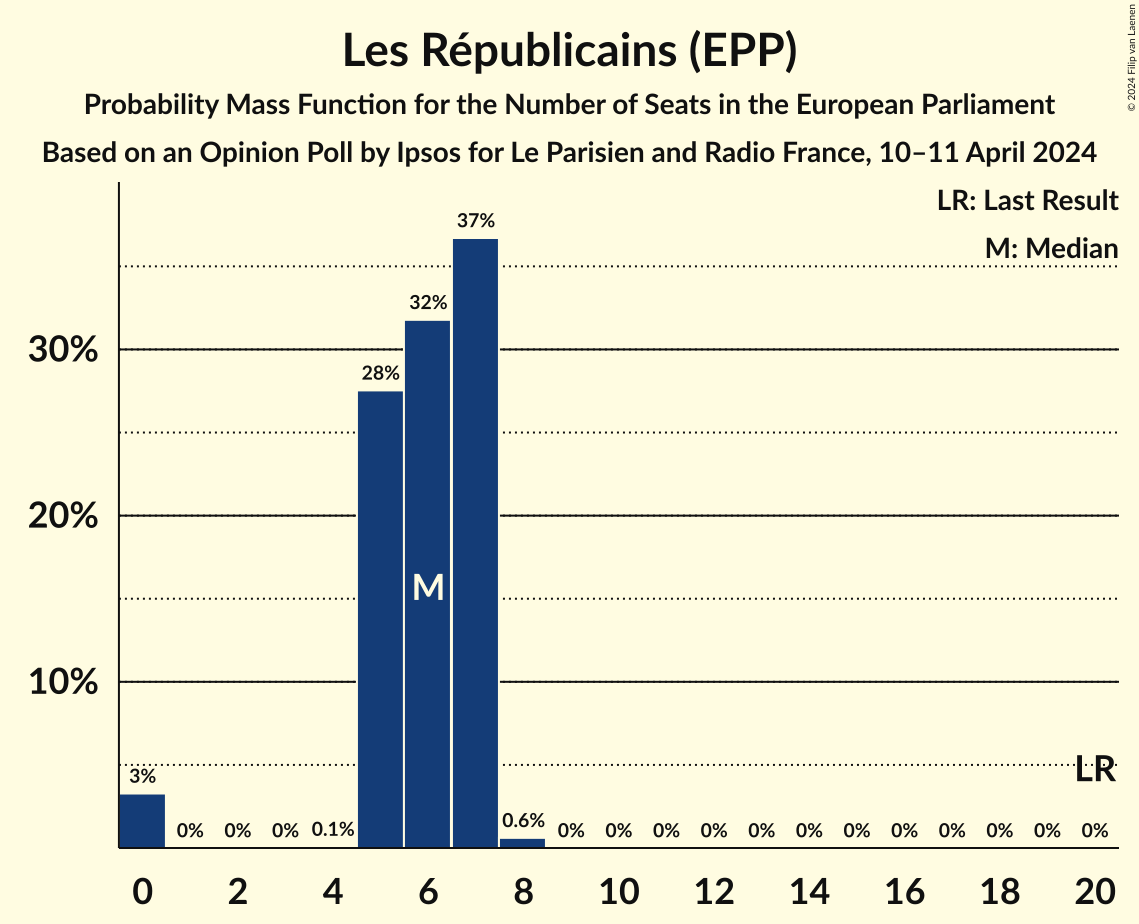 Les Républicains (EPP)
Probability Mass Function for the Number of Seats in the European Parliament
Based on an Opinion Poll by Ipsos for Le Parisien and Radio France, 10–11 April 2024
© 2024 Filip van Laenen
LR: Last Result
M: Median
37%
32%
30%
28%
20%
M
10%
LR
3%
0% 0% 0% 0.1% 0.6% 0% 0% 0% 0% 0% 0% 0% 0% 0% 0% 0% 0%
0 2 4 6 8 10 12 14 16 18 20